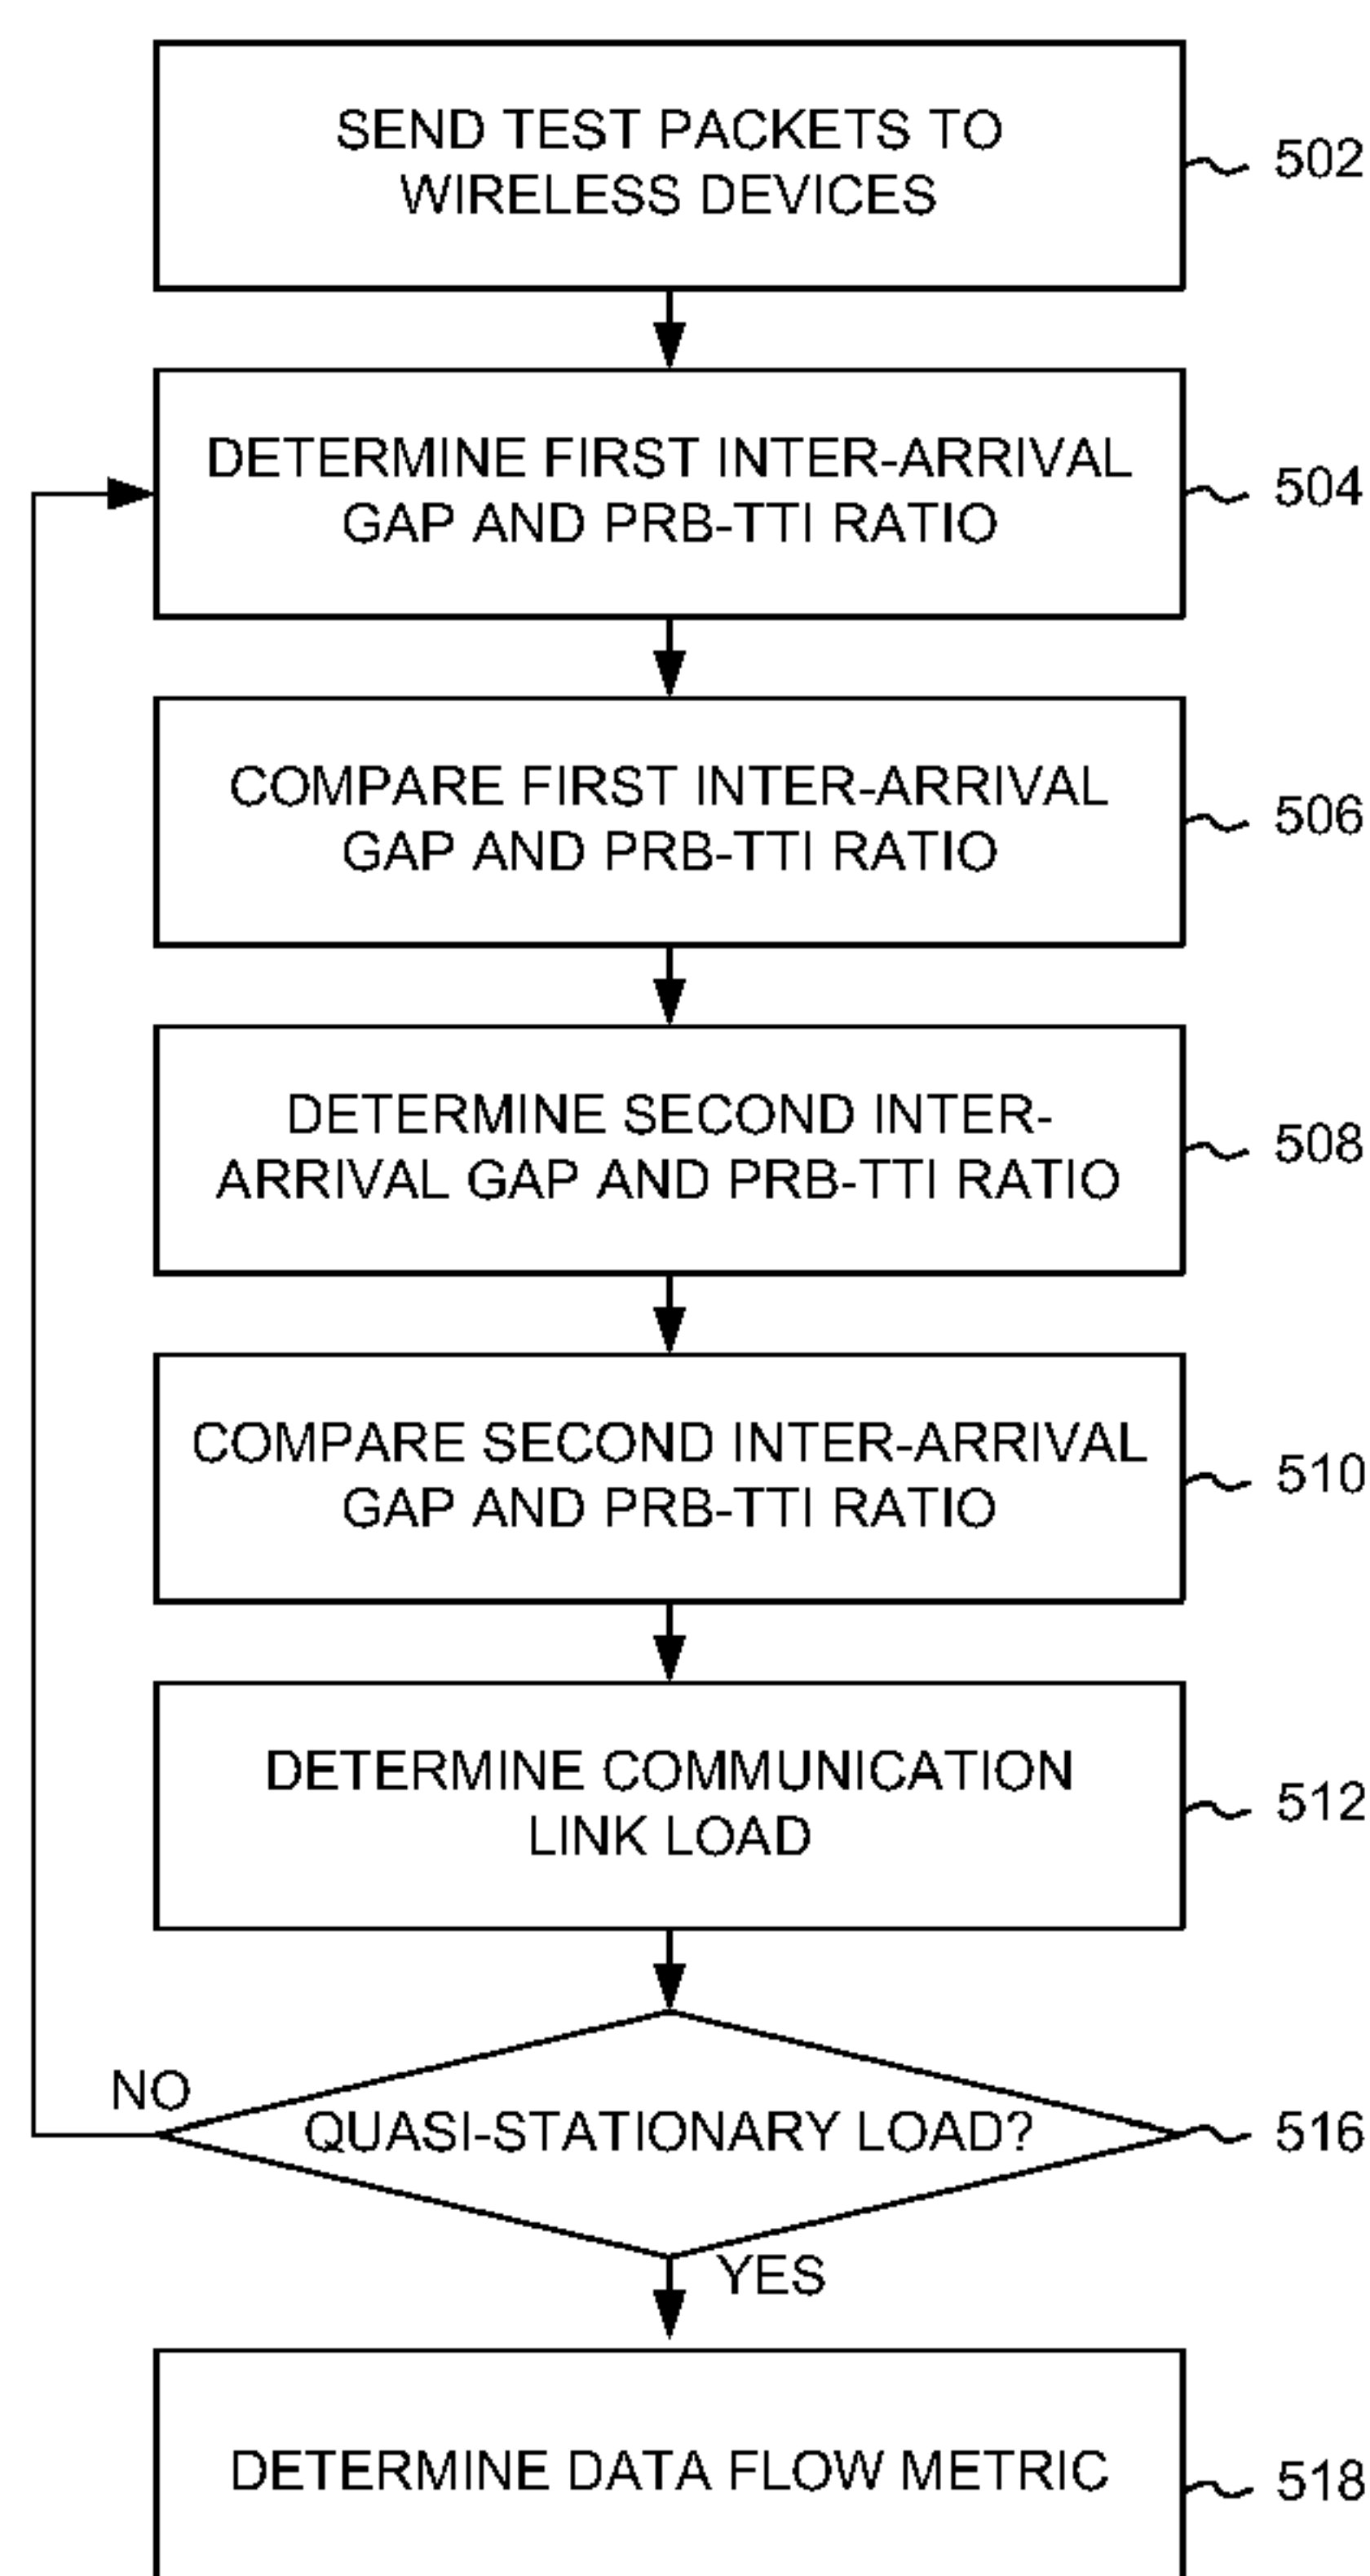 SEND TEST PACKETS TO
WIRELESS DEVICES
502
DETERMINE FIRST INTER-ARRIVAL
GAP AND PRB-TTI RATIO
504
COMPARE FIRST INTER-ARRIVAL
GAP AND PRB-TTI RATIO
506
DETERMINE SECOND INTER-
ARRIVAL GAP AND PRB-TTI RATIO
508
COMPARE SECOND INTER-ARRIVAL
GAP AND PRB-TTI RATIO
510
DETERMINE COMMUNICATION
LINK LOAD
512
NO
QUASI-STATIONARY LOAD?
516
YES
DETERMINE DATA FLOW METRIC
518